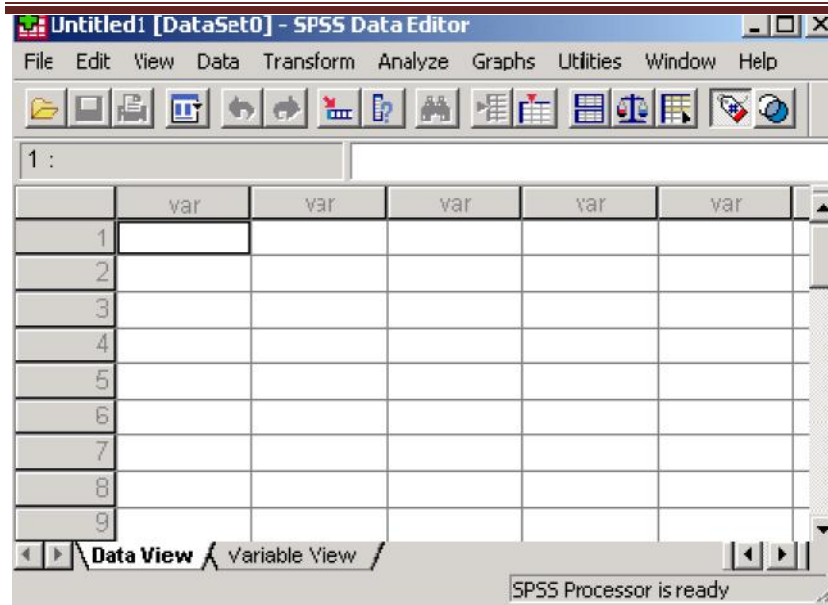 Untitled1 [DataSet0] - SPSS Data Editor
File Edit View Data Transform Analyze Graphs Utilities Window Help
1 :
var var var var var
1
2
3
4
5
6
7
8
9
Data View Variable View
SPSS Processor is ready